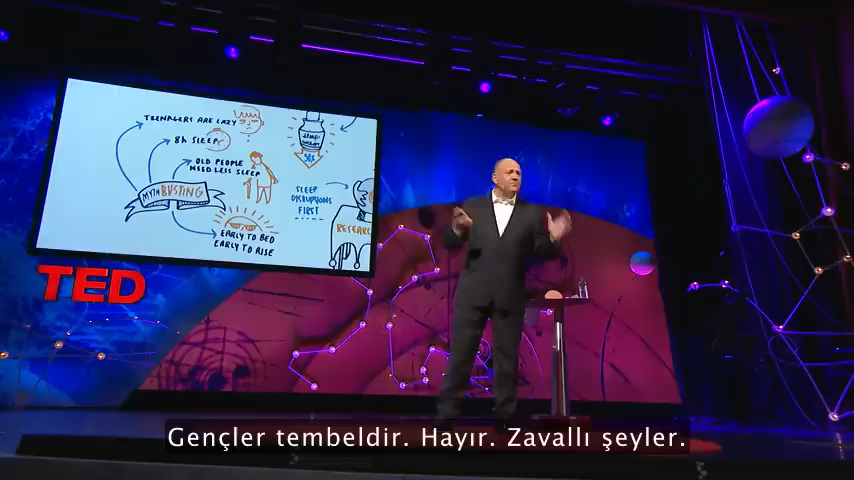 TEENAGERS ARE LAZY
8h SLEEP
OLD PEOPLE
NEED LESS SLEEP
MYTH BUSTING
EARLY TO BED
EARLY TO RISE
50x
SLEEP
DISRUPTIONS
FIRST
RESEARC
TED
Gençler tembeldir. Hayır. Zavallı şeyler.